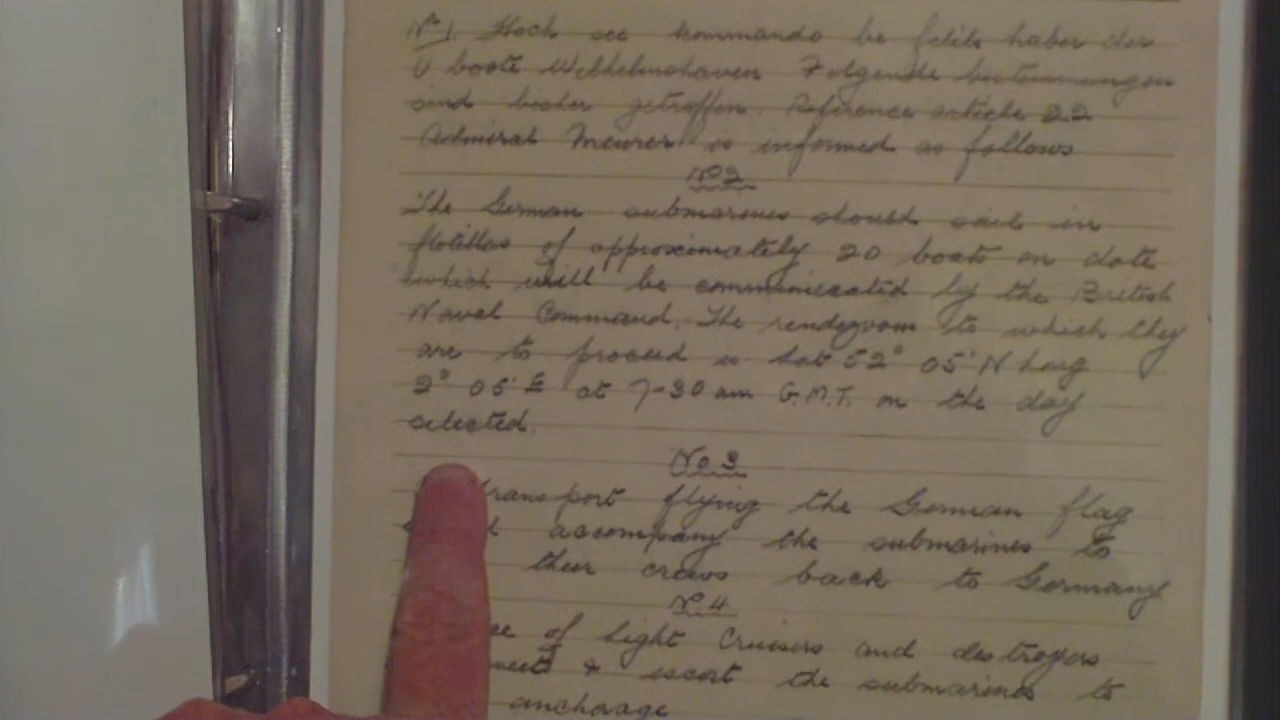 No 1. Hoch see kommando be felils haber der
U boote Wilhelmshaven Folgende bestimmungen
sind bisher getroffen. Reference article 22
Admiral Meurer is informed as follows
No 2
The German submarines should sail in
flotillas of approximately 20 boats on date
which will be communicated by the British
Naval Command. The rendezvous to which they
are to proceed is Lat 52° 05' N Long
2° 05' E at 7-30 am G.M.T. on the day
selected.
No. 3
transport flying the German flag
accompany the submarines to
their crews back to Germany
No 4
of Light Cruisers and destroyers
& escort the submarines to
anchorage